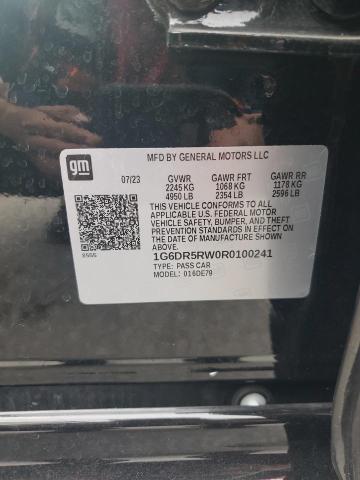 gm
MFD BY GENERAL MOTORS LLC
07/23 GVWR GAWR FRT GAWR RR
2245 KG 1068 KG 1178 KG
4950 LB 2354 LB 2596 LB
THIS VEHICLE CONFORMS TO ALL
APPLICABLE U.S. FEDERAL MOTOR
VEHICLE SAFETY, BUMPER, AND THEFT
PREVENTION STANDARDS IN EFFECT
ON THE DATE OF MANUFACTURE SHOWN
ABOVE.
1G6DR5RW0R0100241
TYPE: PASS CAR
MODEL: 016DE79